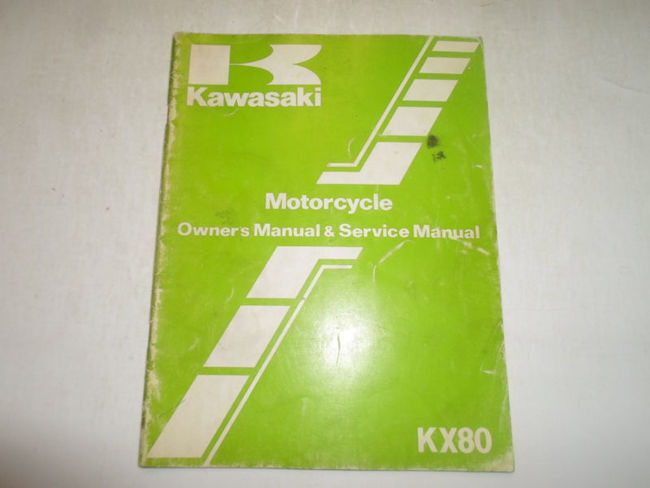 Kawasaki
Motorcycle
Owners Manual & Service Manual
KX80